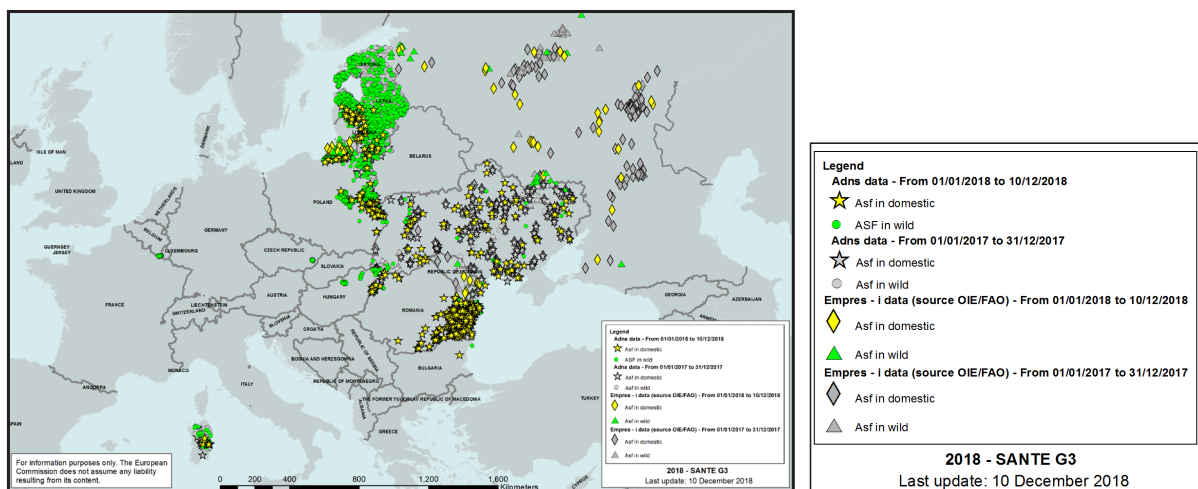 ESTONIA
LATVIA
DENMARK
ISLE OF MAN
BELARUS
UNITED KINGDOM
NETHERLANDS
POLAND
GERMANY
BELGIUM
GUERNSEY
JERSEY
LUXEMBOURG
CZECH REPUBLIC
SLOVAKIA
REPUBLIC OF MOLDOVA
AUSTRIA
HUNGARY
FRANCE
LIECHTENSTEIN
SWITZERLAND
GEORGIA
AZERBAIJAN
SLOVENIA
ROMANIA
CROATIA
BOSNIA AND HERZEGOVINA
REPUBLIC OF SERBIA
MONACO
BULGARIA
ANDORRA
ITALY
REPUBLIC OF MONTENEGRO
THE FORMER YUGOSLAV REPUBLIC OF MACEDONIA
ALBANIA
TURKEY
GREECE
CYPRUS
For information purposes only. The European
Commission does not assume any liability
resulting from its content.
0 200 400 800 1,200 1,600
Kilometers
Legend
Adns data - From 01/01/2018 to 10/12/2018
Asf in domestic
ASF in wild
Adns data - From 01/01/2017 to 31/12/2017
Asf in domestic
Asf in wild
Empres - i data (source OIE/FAO) - From 01/01/2018 to 10/12/2018
Asf in domestic
Asf in wild
Empres - i data (source OIE/FAO) - From 01/01/2017 to 31/12/2017
Asf in domestic
Asf in wild
2018 - SANTE G3
Last update: 10 December 2018
Legend
Adns data - From 01/01/2018 to 10/12/2018
Asf in domestic
ASF in wild
Adns data - From 01/01/2017 to 31/12/2017
Asf in domestic
Asf in wild
Empres - i data (source OIE/FAO) - From 01/01/2018 to 10/12/2018
Asf in domestic
Asf in wild
Empres - i data (source OIE/FAO) - From 01/01/2017 to 31/12/2017
Asf in domestic
Asf in wild
2018 - SANTE G3
Last update: 10 December 2018